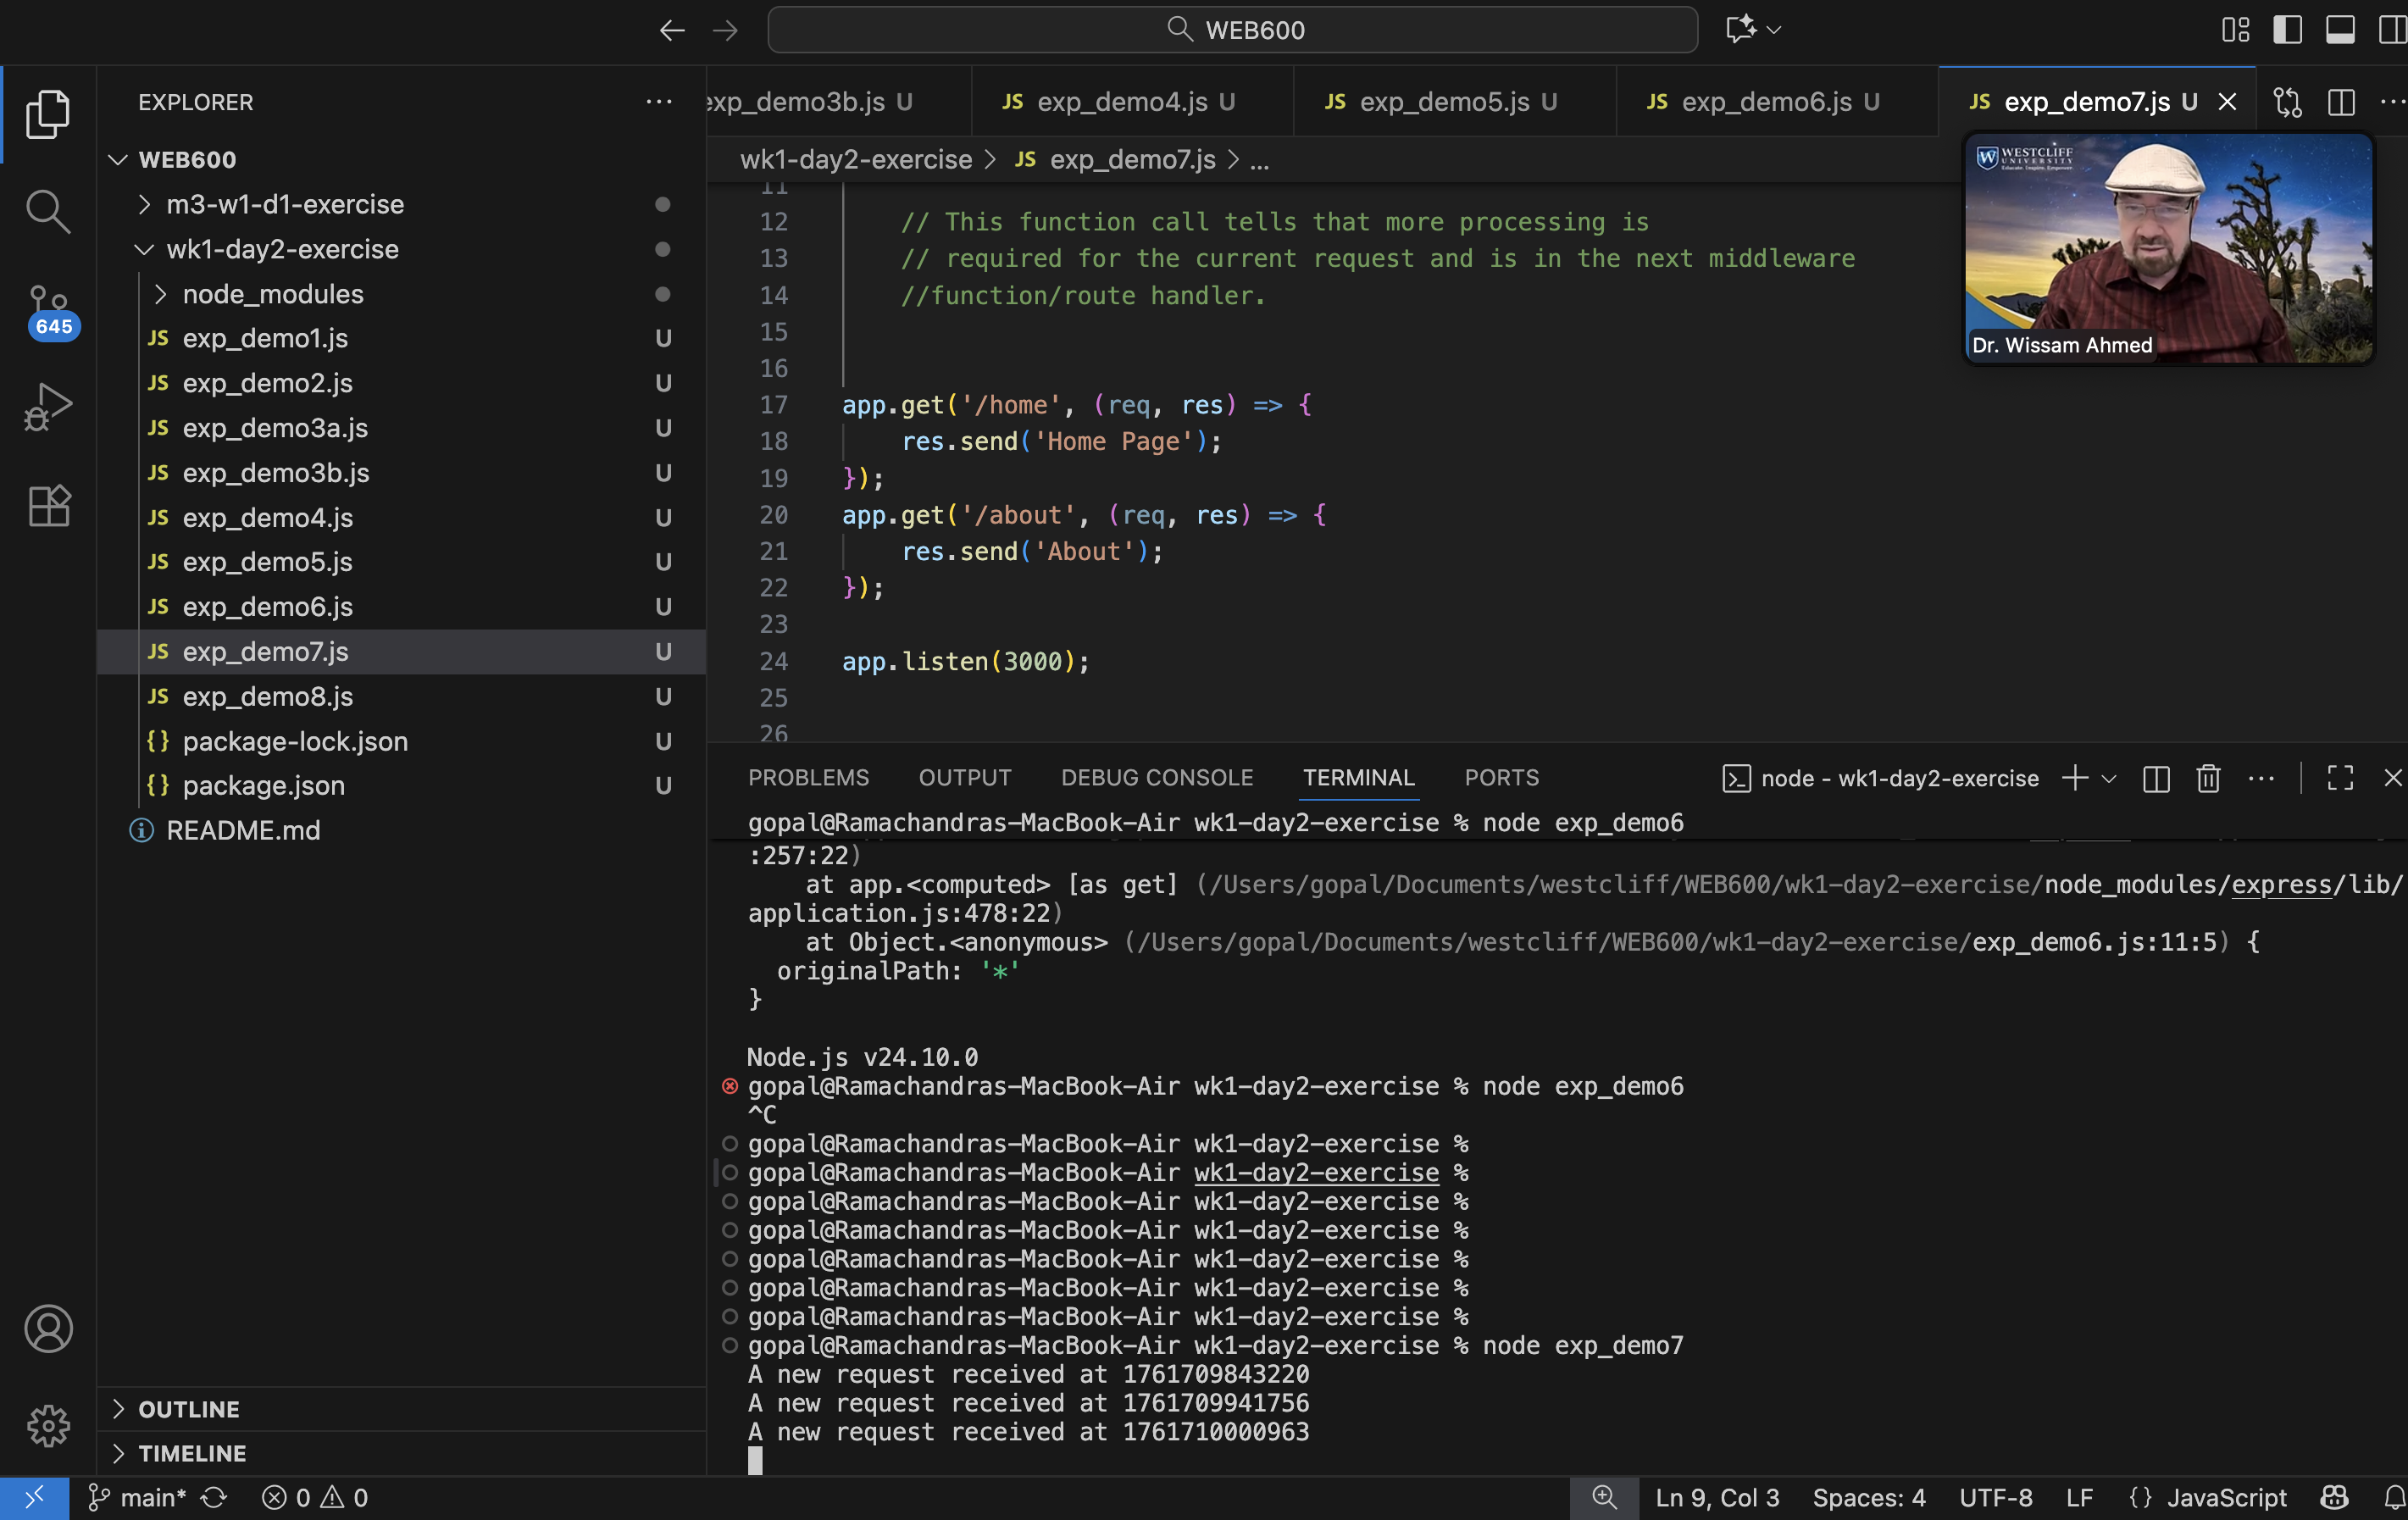 WEB600
EXPLORER
WEB600
m3-w1-d1-exercise
wk1-day2-exercise
node_modules
645
JS exp_demo1.js U
JS exp_demo2.js U
JS exp_demo3a.js U
JS exp_demo3b.js U
JS exp_demo4.js U
JS exp_demo5.js U
JS exp_demo6.js U
JS exp_demo7.js U
JS exp_demo8.js U
{} package-lock.json U
{} package.json U
README.md
OUTLINE
TIMELINE
exp_demo3b.js U
JS exp_demo4.js U
JS exp_demo5.js U
JS exp_demo6.js U
JS exp_demo7.js U
wk1-day2-exercise > JS exp_demo7.js > ...
11
12 // This function call tells that more processing is
13 // required for the current request and is in the next middleware
14 //function/route handler.
15
16
17 app.get('/home', (req, res) => {
18 res.send('Home Page');
19 });
20 app.get('/about', (req, res) => {
21 res.send('About');
22 });
23
24 app.listen(3000);
25
26
WESTCLIFF
UNIVERSITY
Educate. Inspire. Empower.
Dr. Wissam Ahmed
PROBLEMS OUTPUT DEBUG CONSOLE TERMINAL PORTS
node - wk1-day2-exercise
gopal@Ramachandras-MacBook-Air wk1-day2-exercise % node exp_demo6
:257:22)
at app.<computed> [as get] (/Users/gopal/Documents/westcliff/WEB600/wk1-day2-exercise/node_modules/express/lib/
application.js:478:22)
at Object.<anonymous> (/Users/gopal/Documents/westcliff/WEB600/wk1-day2-exercise/exp_demo6.js:11:5) {
originalPath: '*'
}
Node.js v24.10.0
gopal@Ramachandras-MacBook-Air wk1-day2-exercise % node exp_demo6
^C
gopal@Ramachandras-MacBook-Air wk1-day2-exercise %
gopal@Ramachandras-MacBook-Air wk1-day2-exercise %
gopal@Ramachandras-MacBook-Air wk1-day2-exercise %
gopal@Ramachandras-MacBook-Air wk1-day2-exercise %
gopal@Ramachandras-MacBook-Air wk1-day2-exercise %
gopal@Ramachandras-MacBook-Air wk1-day2-exercise %
gopal@Ramachandras-MacBook-Air wk1-day2-exercise %
gopal@Ramachandras-MacBook-Air wk1-day2-exercise % node exp_demo7
A new request received at 1761709843220
A new request received at 1761709941756
A new request received at 1761710000963
main* 0 0
Ln 9, Col 3 Spaces: 4 UTF-8 LF {} JavaScript